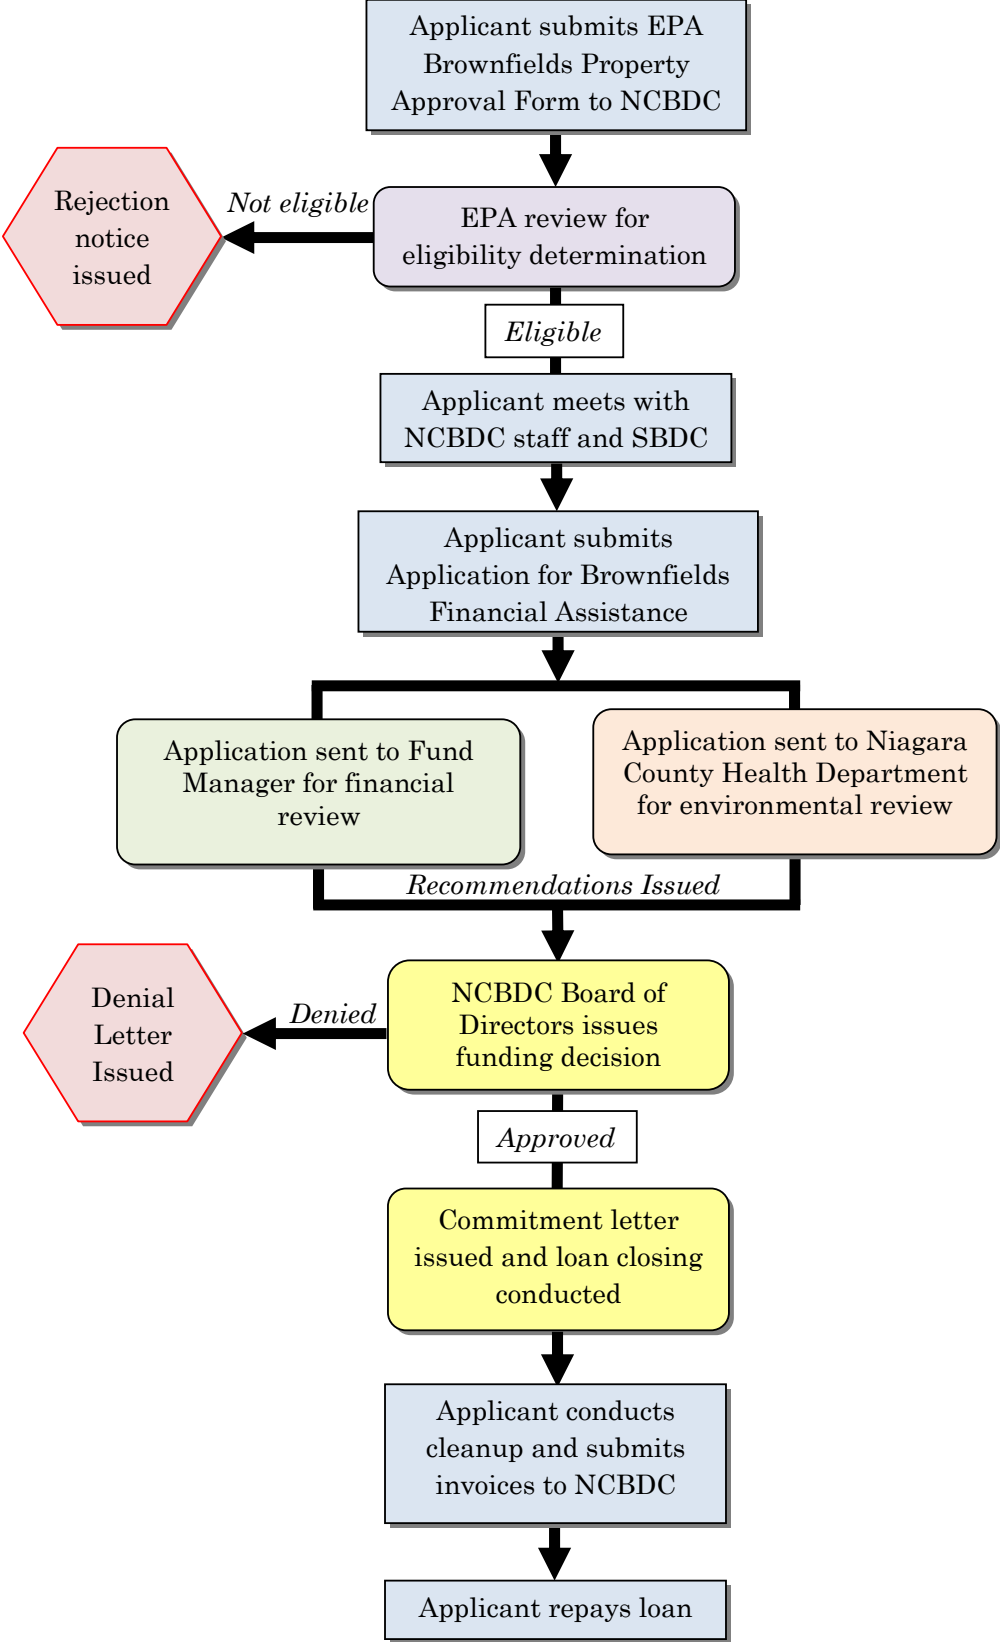 Applicant submits EPA
Brownfields Property
Approval Form to NCBDC
Rejection
notice
issued
Not eligible
EPA review for
eligibility determination
Eligible
Applicant meets with
NCBDC staff and SBDC
Applicant submits
Application for Brownfields
Financial Assistance
Application sent to Fund
Manager for financial
review
Application sent to Niagara
County Health Department
for environmental review
Recommendations Issued
Denial
Letter
Issued
Denied
NCBDC Board of
Directors issues
funding decision
Approved
Commitment letter
issued and loan closing
conducted
Applicant conducts
cleanup and submits
invoices to NCBDC
Applicant repays loan